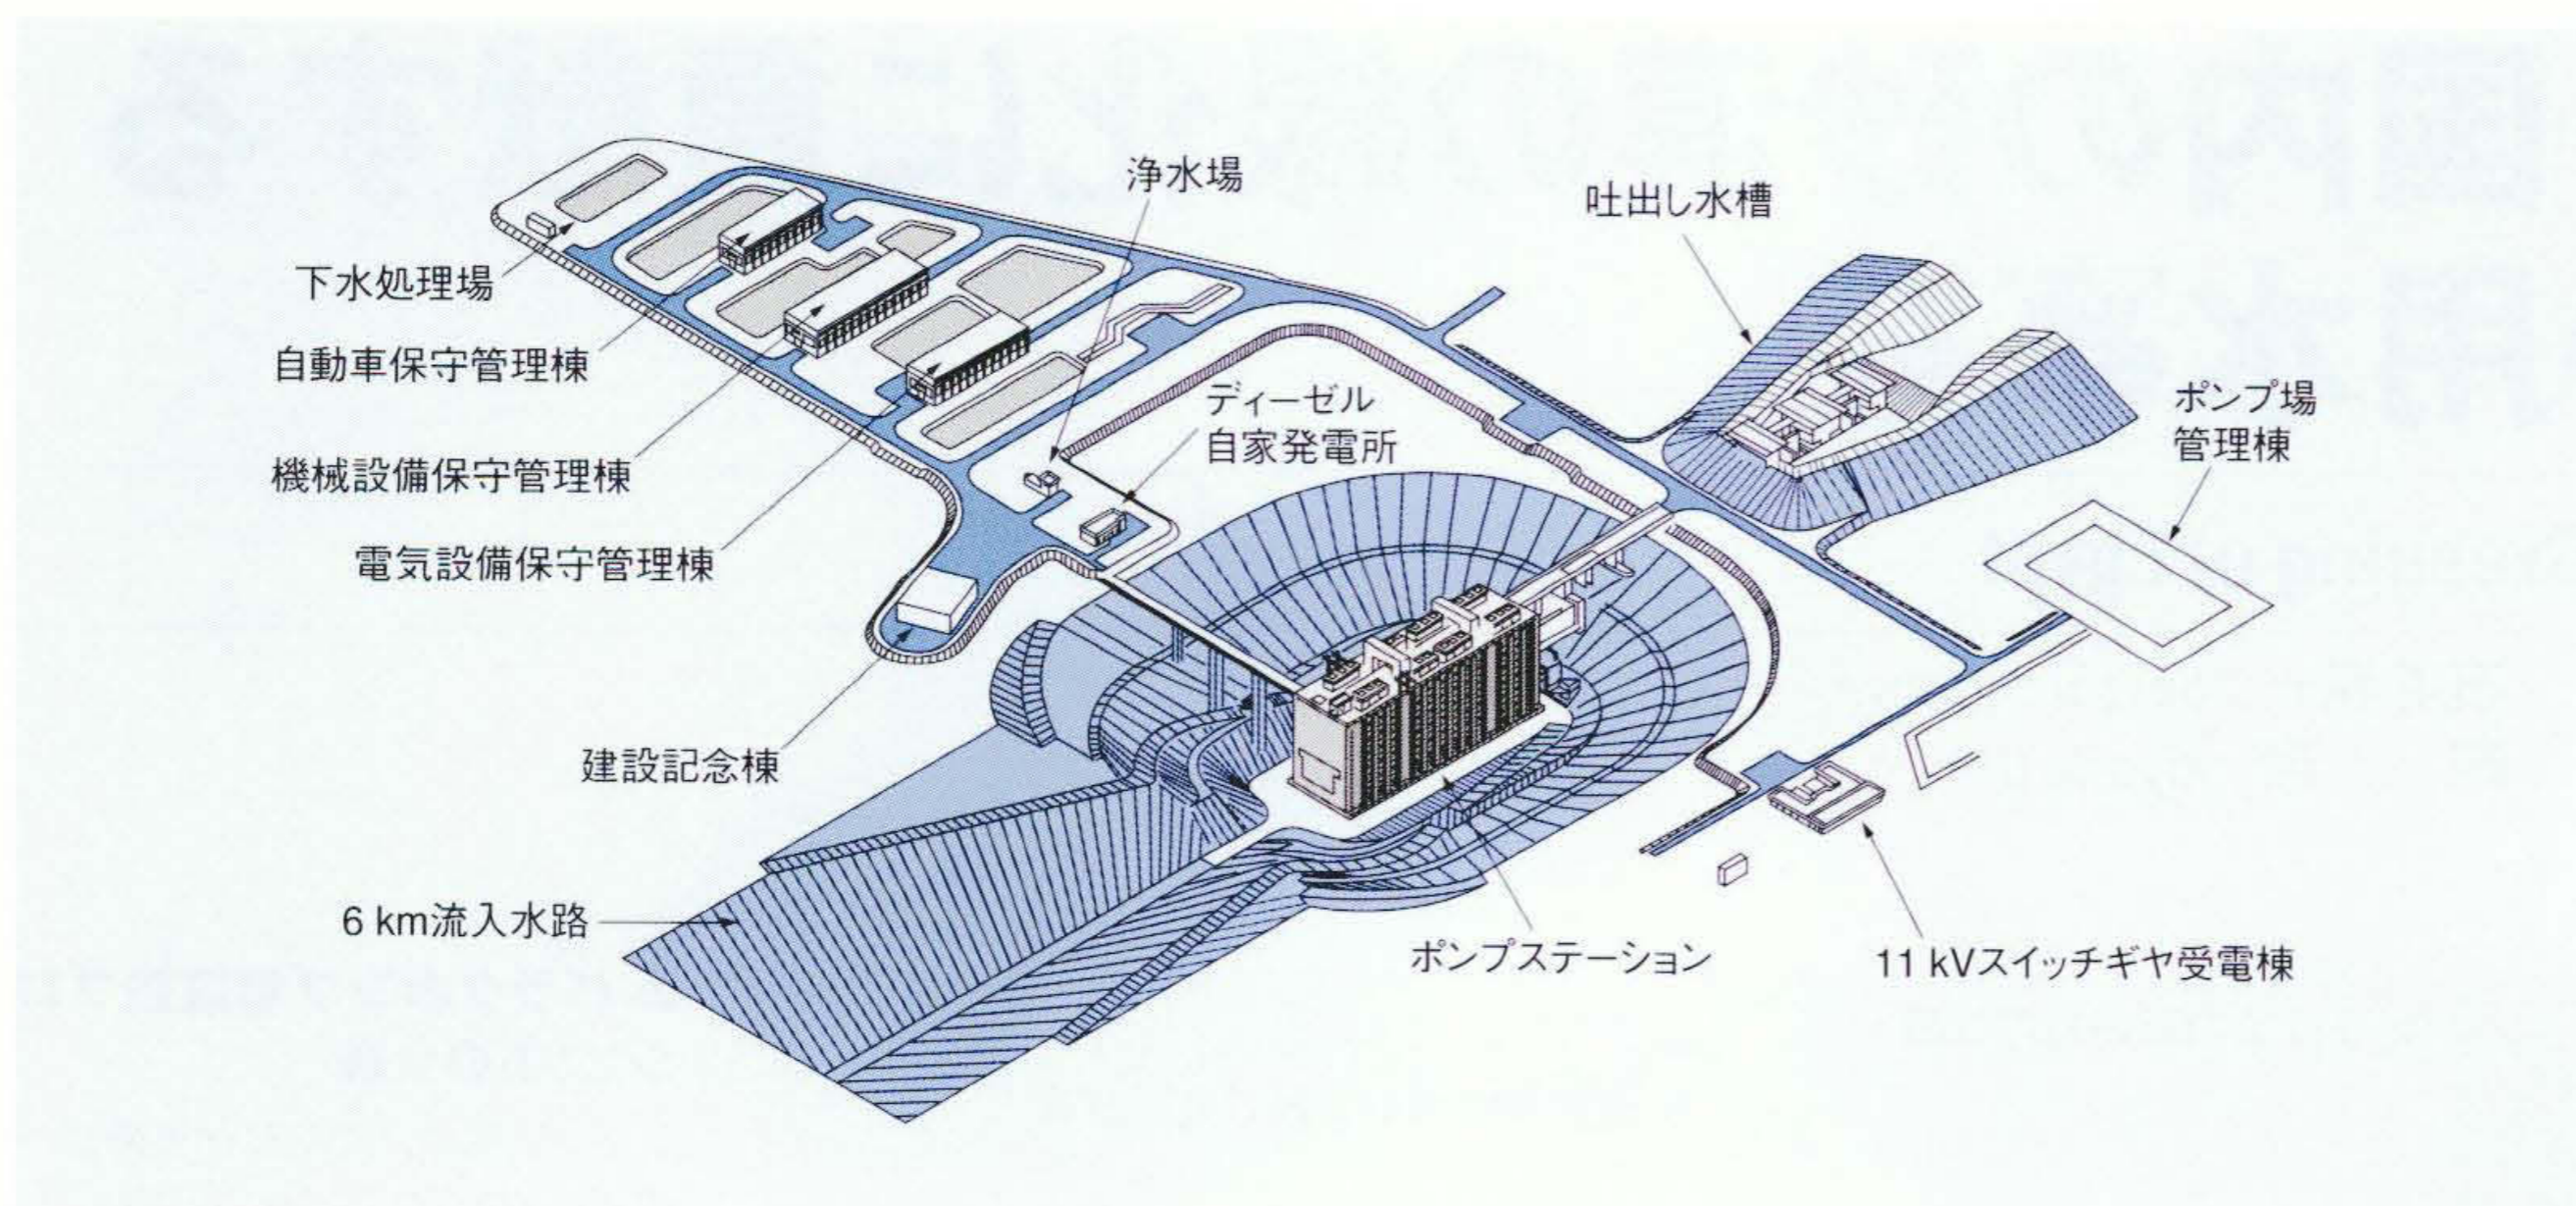 浄水場
吐出し水槽
下水処理場
自動車保守管理棟
ディーゼル
自家発電所
ポンプ場
管理棟
機械設備保守管理棟
電気設備保守管理棟
建設記念棟
6 km流入水路
ポンプステーション
11 kVスイッチギヤ受電棟